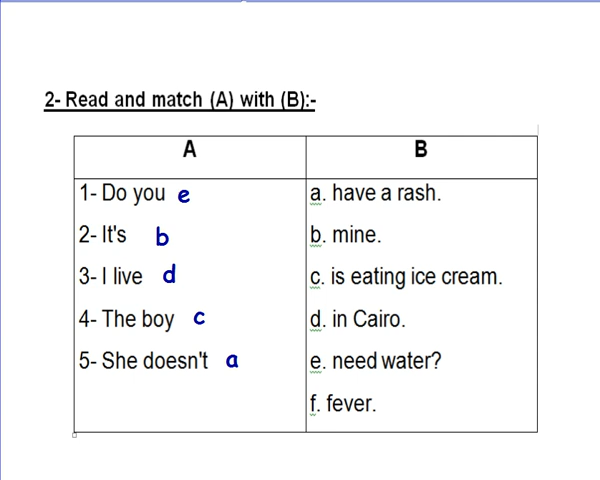 2- Read and match (A) with (B):-
A B
1- Do you e a. have a rash.
2- It's b b. mine.
3- I live d c. is eating ice cream.
4- The boy c d. in Cairo.
5- She doesn't a e. need water?
f. fever.